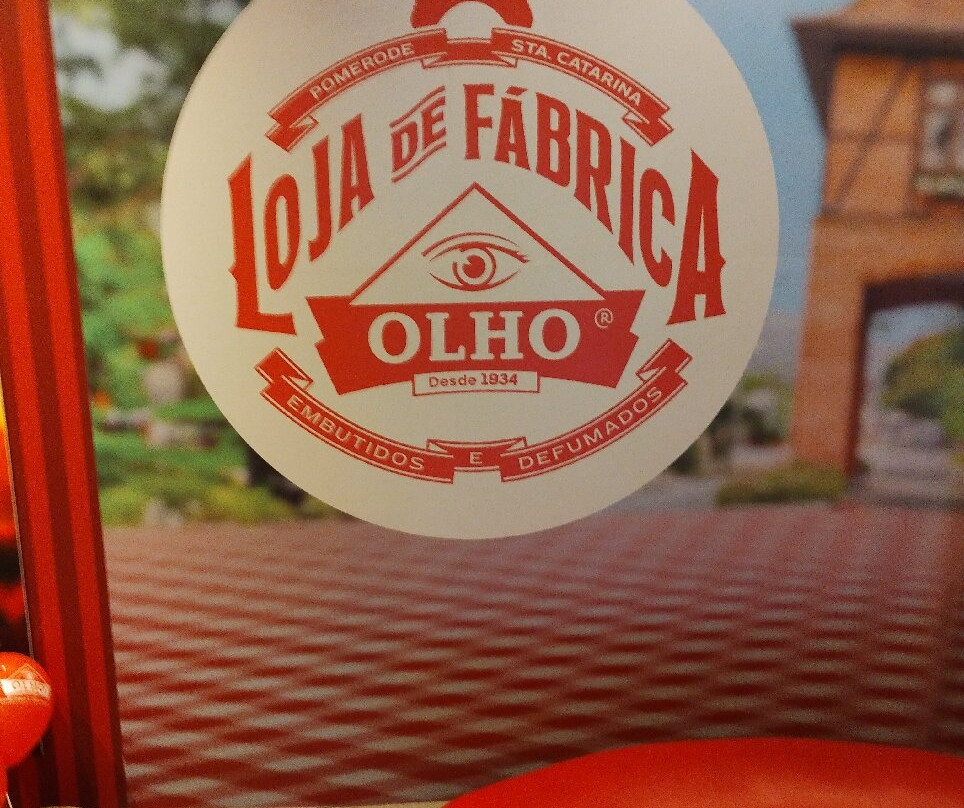 POMERODE STA. CATARINA
LOJA DE FÁBRICA
OLHO ®
Desde 1934
EMBUTIDOS E DEFUMADOS